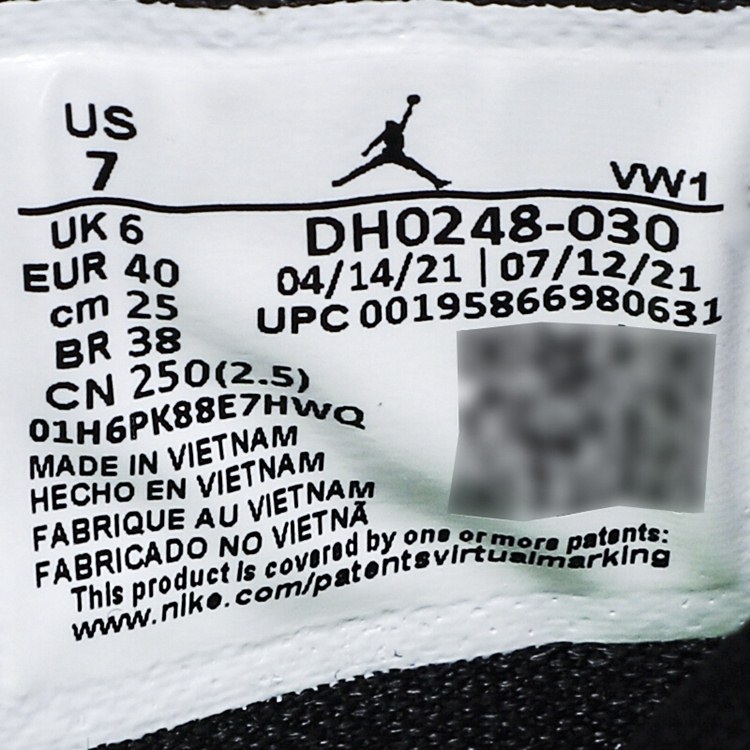 US
7
VW1
UK 6
EUR 40
cm 25
BR 38
CN 250(2.5)
DH0248-030
04/14/21 | 07/12/21
UPC 00195866980631
01H6PK88E7HWQ
MADE IN VIETNAM
HECHO EN VIETNAM
FABRIQUE AU VIETNAM
FABRICADO NO VIETNÃ
This product is covered by one or more patents:
www.nike.com/patentsvirtualmarking